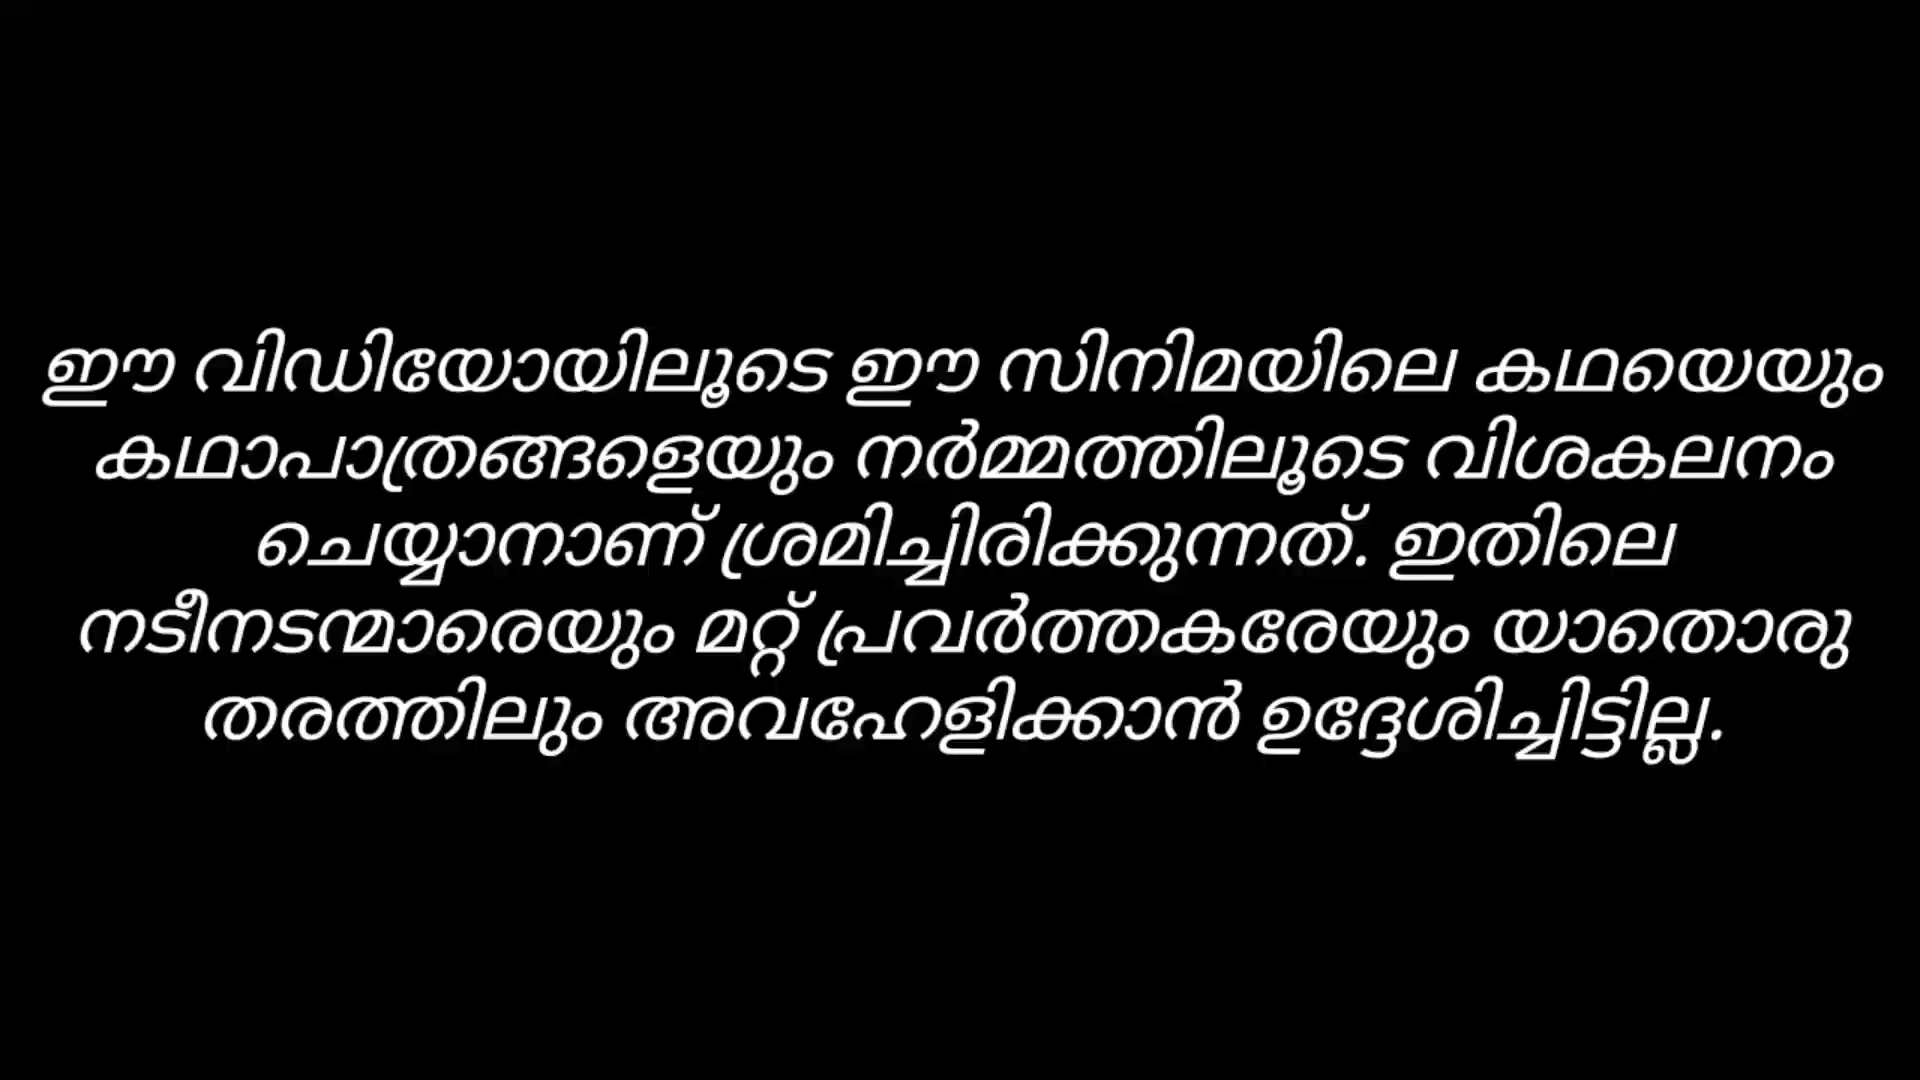 ഈ വിഡിയോയിലൂടെ ഈ സിനിമയിലെ കഥയെയും
കഥാപാത്രങ്ങളെയും നർമ്മത്തിലൂടെ വിശകലനം
ചെയ്യാനാണ് ശ്രമിച്ചിരിക്കുന്നത്. ഇതിലെ
നടീനടന്മാരെയും മറ്റ് പ്രവർത്തകരേയും യാതൊരു
തരത്തിലും അവഹേളിക്കാൻ ഉദ്ദേശിച്ചിട്ടില്ല.